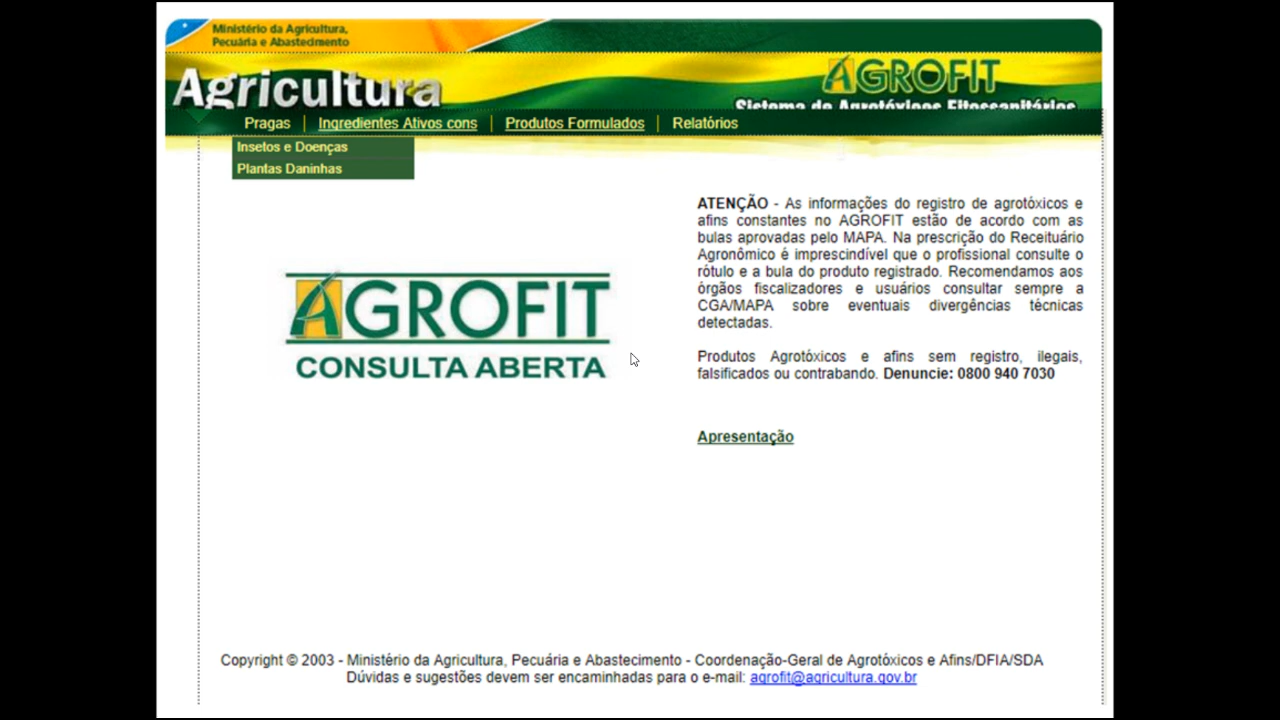 Ministério da Agricultura,
Pecuária e Abastecimento
Agricultura
AGROFIT
Sistema de Agrotóxicos Fitossanitários
Pragas | Ingredientes Ativos cons | Produtos Formulados | Relatórios
Insetos e Doenças
Plantas Daninhas
ATENÇÃO - As informações do registro de agrotóxicos e
afins constantes no AGROFIT estão de acordo com as
bulas aprovadas pelo MAPA. Na prescrição do Receituário
Agronômico é imprescindível que o profissional consulte o
rótulo e a bula do produto registrado. Recomendamos aos
órgãos fiscalizadores e usuários consultar sempre a
CGA/MAPA sobre eventuais divergências técnicas
detectadas.
AGROFIT
CONSULTA ABERTA
Produtos Agrotóxicos e afins sem registro, ilegais,
falsificados ou contrabando. Denuncie: 0800 940 7030
Apresentação
Copyright © 2003 - Ministério da Agricultura, Pecuária e Abastecimento - Coordenação-Geral de Agrotóxicos e Afins/DFIA/SDA
Dúvidas e sugestões devem ser encaminhadas para o e-mail: agrofit@agricultura.gov.br